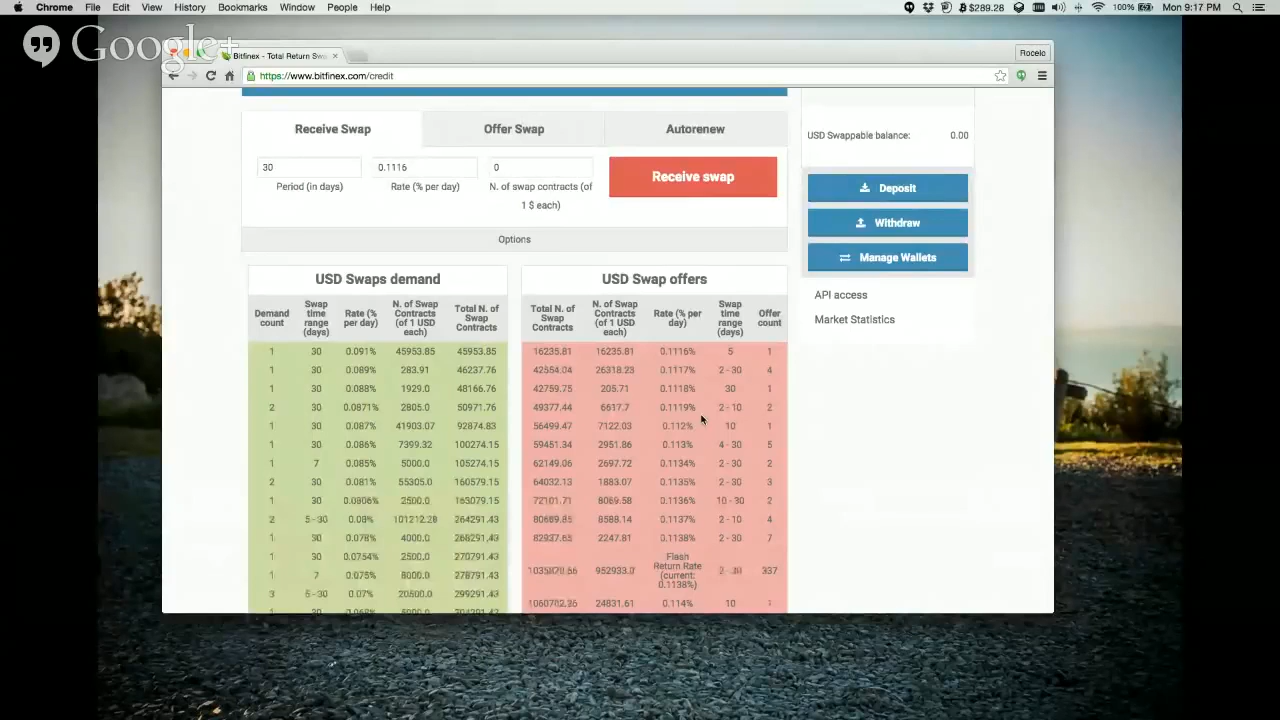 Chrome File Edit View History Bookmarks Window People Help $289.28 100% Mon 9:17 PM
Google+
Bitfinex - Total Return Swa
Rocelo
https://www.bitfinex.com/credit
Receive Swap Offer Swap Autorenew
USD Swappable balance: 0.00
30 0.1116 0
Receive swap
Period (in days) Rate (% per day) N. of swap contracts (of 1 $ each)
Deposit
Withdraw
Manage Wallets
API access
Market Statistics
Options
USD Swaps demand
Demand count Swap time range (days) Rate (% per day) N. of Swap Contracts (of 1 USD each) Total N. of Swap Contracts
1 30 0.091% 45953.85 45953.85
1 30 0.089% 283.91 46237.76
1 30 0.088% 1929.0 48166.76
2 30 0.0871% 2805.0 50971.76
1 30 0.087% 41903.07 92874.83
1 30 0.086% 7399.32 100274.15
1 7 0.085% 5000.0 105274.15
2 30 0.081% 55305.0 160579.15
1 30 0.0806% 2500.0 163079.15
2 5 - 30 0.08% 101212.28 264291.43
1 30 0.078% 4000.0 268291.43
1 30 0.0754% 2500.0 270791.43
1 7 0.075% 8000.0 278791.43
3 5 - 30 0.07% 20500.0 299291.43
1 30 0.068% 5000.0 304291.43
USD Swap offers
Total N. of Swap Contracts N. of Swap Contracts (of 1 USD each) Rate (% per day) Swap time range (days) Offer count
16235.81 16235.81 0.1116% 5 1
42554.04 26318.23 0.1117% 2 - 30 4
42759.75 205.71 0.1118% 30 1
49377.44 6617.7 0.1119% 2 - 10 2
56499.47 7122.03 0.112% 10 1
59451.34 2951.86 0.113% 4 - 30 5
62149.06 2697.72 0.1134% 2 - 30 2
64032.13 1883.07 0.1135% 2 - 30 3
72101.71 8069.58 0.1136% 10 - 30 2
80689.85 8588.14 0.1137% 2 - 10 4
82937.65 2247.81 0.1138% 2 - 30 7
952933.0 Flash Return Rate (current: 0.1138%) 337
24831.61 0.114% 10